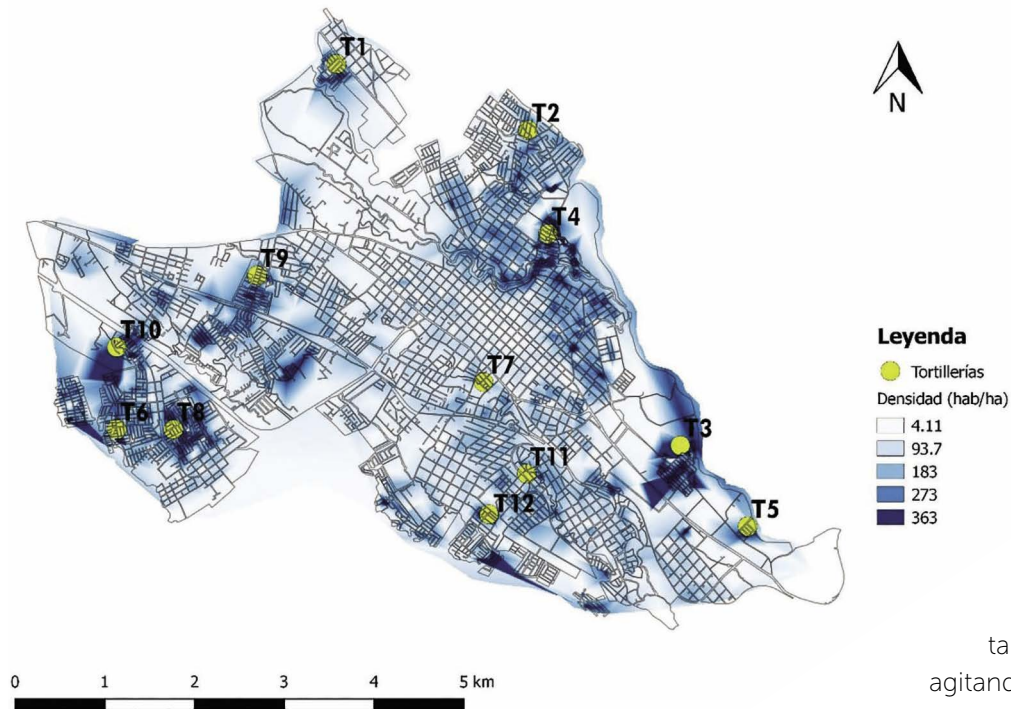 T1
T2
N
T4
T9
T10
T7
T6
T8
T3
T11
T12
T5
Leyenda
Tortillerías
Densidad (hab/ha)
4.11
93.7
183
273
363
0 1 2 3 4 5 km
ta
agitand